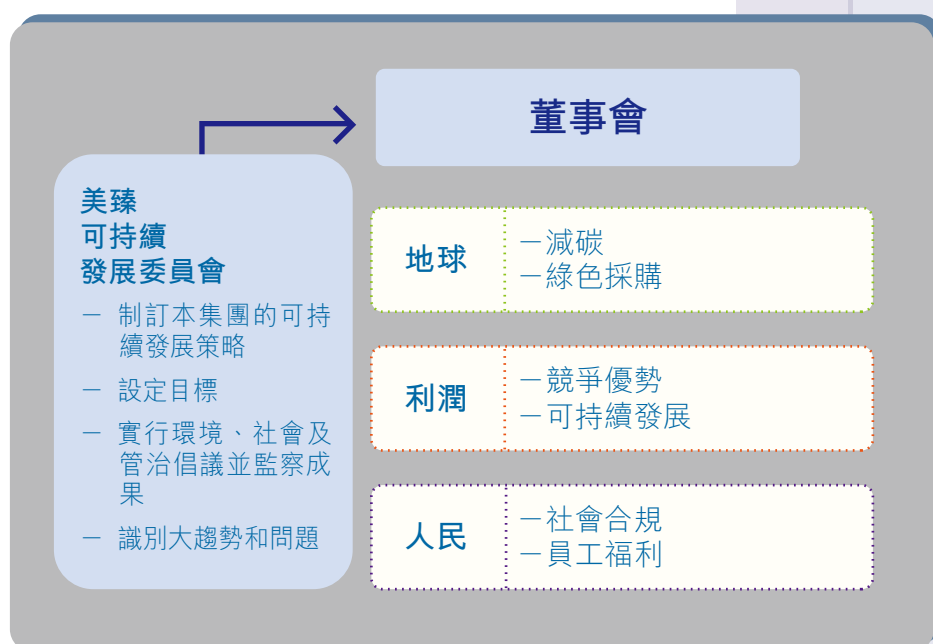 董事會
美臻
可持續
發展委員會
－ 制訂本集團的可持
續發展策略
－ 設定目標
－ 實行環境、社會及
管治倡議並監察成
果
－ 識別大趨勢和問題
地球
－減碳
－綠色採購
利潤
－競爭優勢
－可持續發展
人民
－社會合規
－員工福利